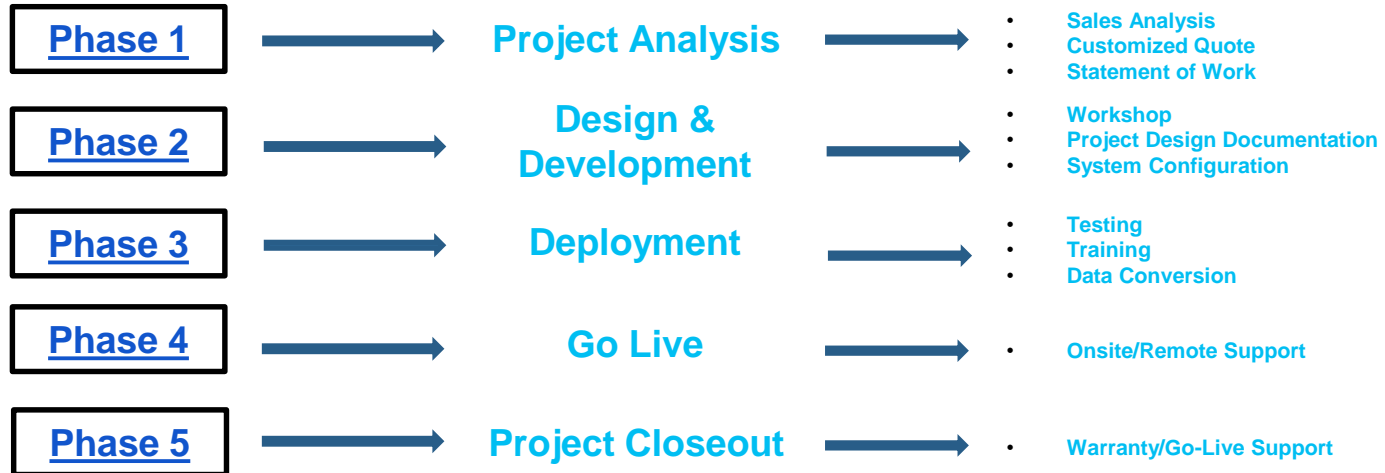 Phase 1
Project Analysis
• Sales Analysis
• Customized Quote
• Statement of Work
Phase 2
Design &
Development
• Workshop
• Project Design Documentation
• System Configuration
Phase 3
Deployment
• Testing
• Training
• Data Conversion
Phase 4
Go Live
• Onsite/Remote Support
Phase 5
Project Closeout
• Warranty/Go-Live Support